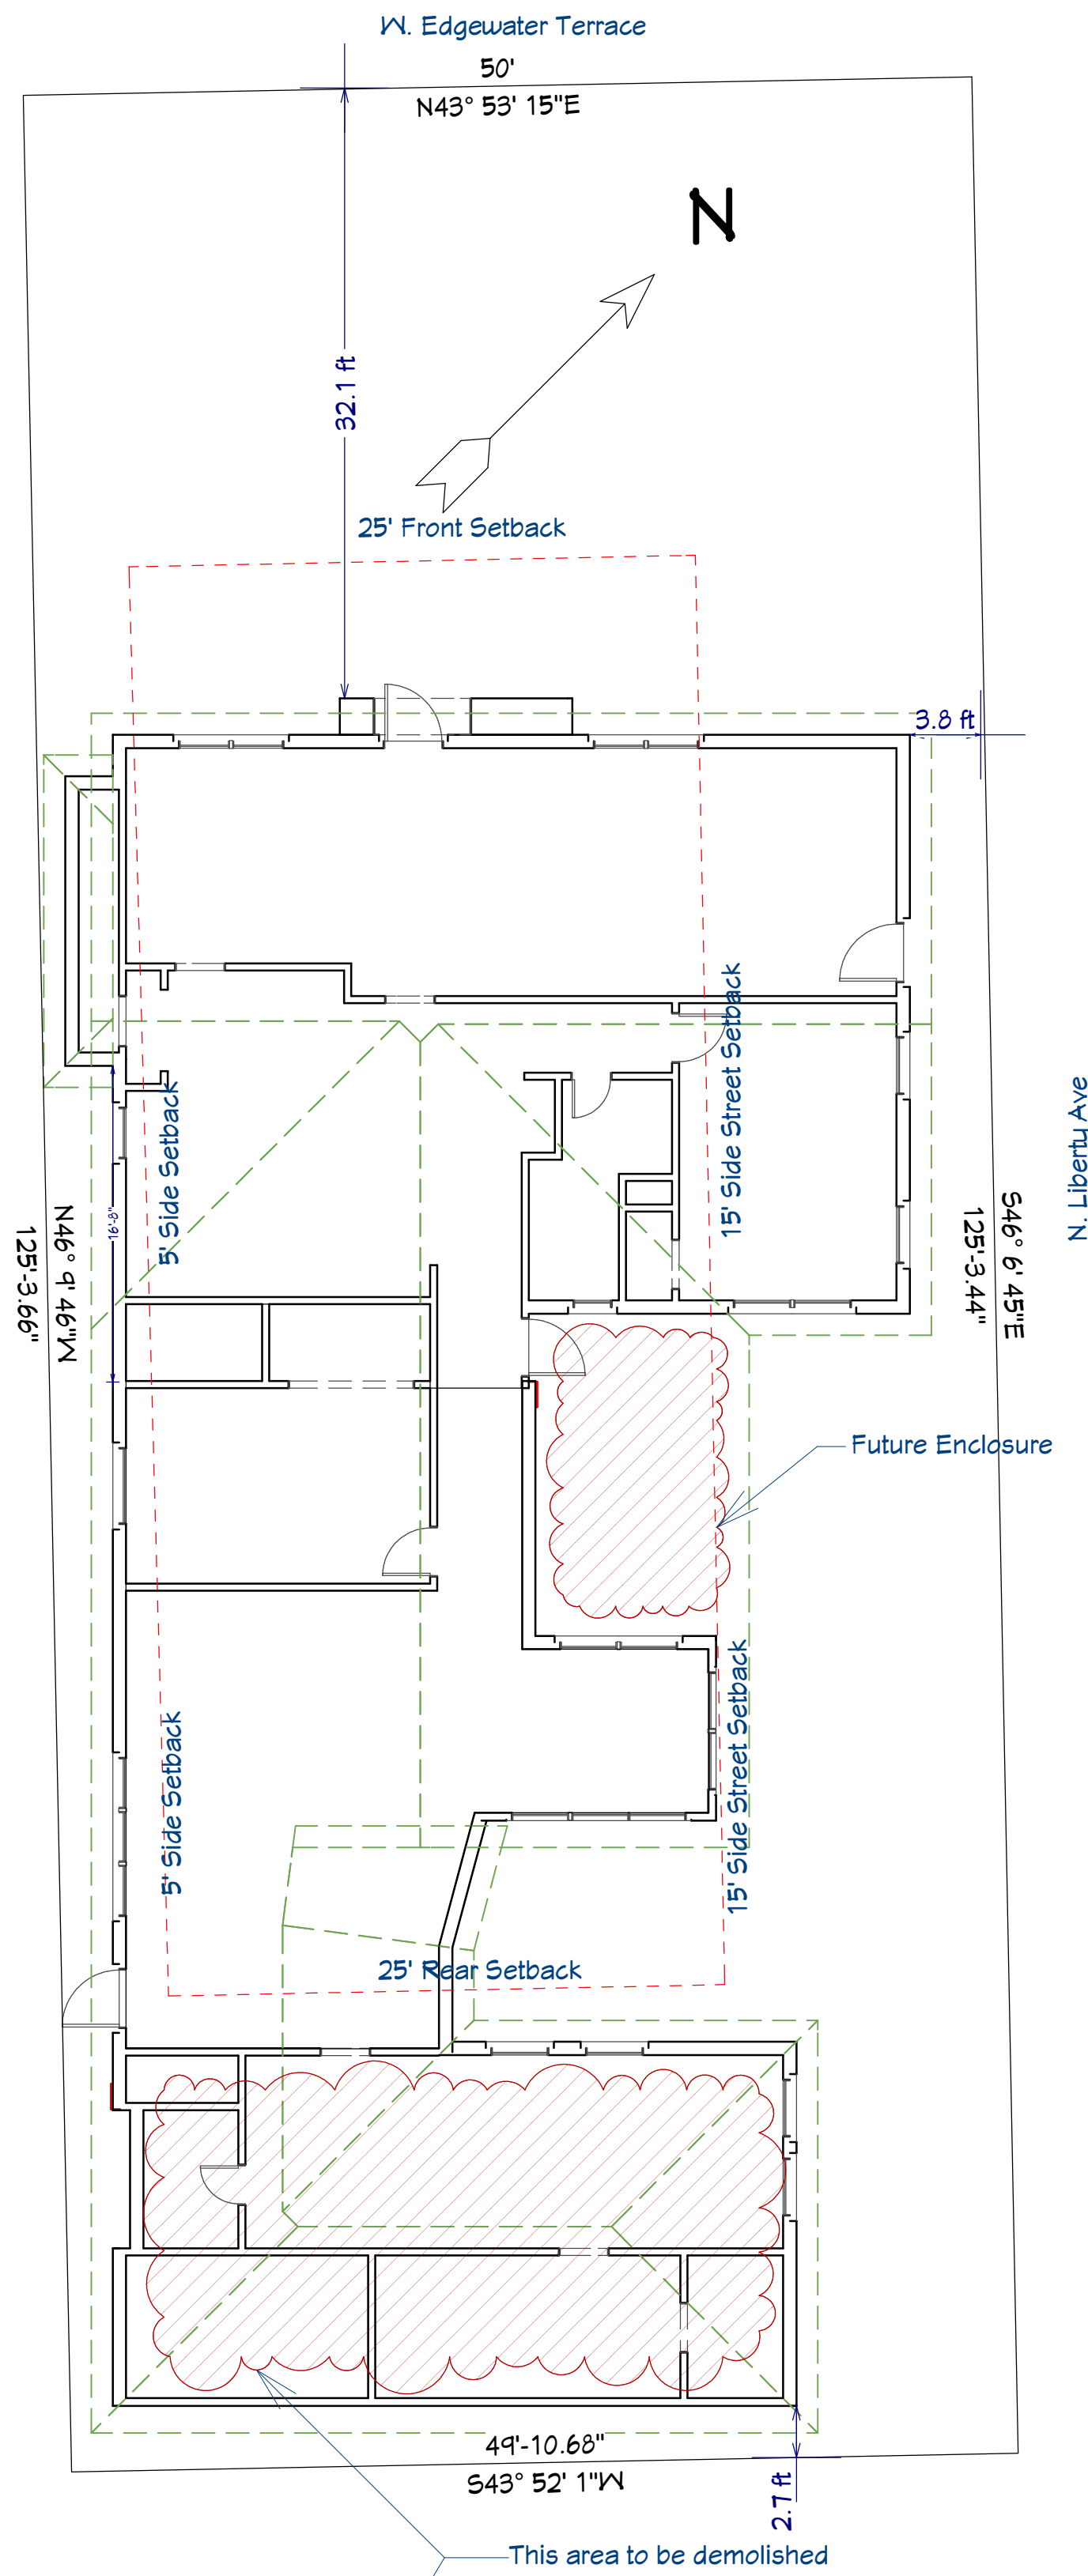 W. Edgewater Terrace
50'
N43° 53' 15"E
N
32.1 ft
25' Front Setback
3.8 ft
15' Side Street Setback
5' Side Setback
16'-8"
N46° 9' 46"W
125'-3.66"
S46° 6' 45"E
125'-3.44"
N. Liberty Ave
Future Enclosure
15' Side Street Setback
5' Side Setback
25' Rear Setback
49'-10.68"
S43° 52' 1"W
2.7 ft
This area to be demolished